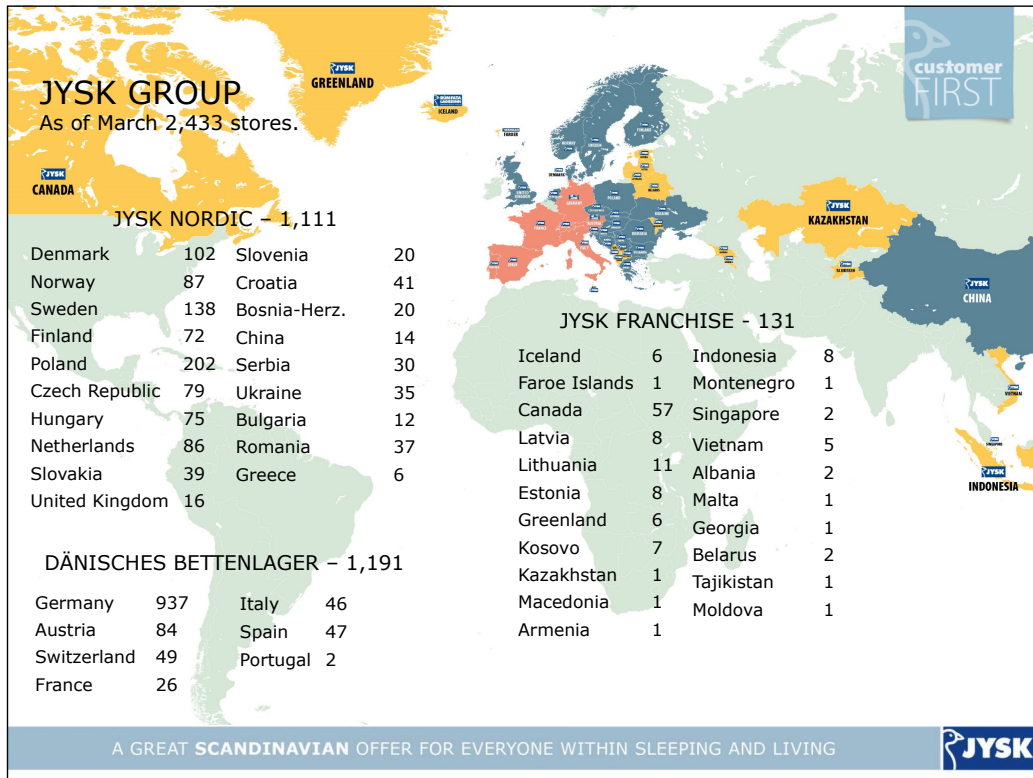 customer
FIRST
JYSK GROUP
As of March 2,433 stores.
JYSK
GREENLAND
ICELAND
JYSK
CANADA
JYSK
KAZAKHSTAN
JYSK
CHINA
VIETNAM
SINGAPORE
JYSK
INDONESIA
JYSK NORDIC – 1,111
Denmark 102 Slovenia 20
Norway 87 Croatia 41
Sweden 138 Bosnia-Herz. 20
Finland 72 China 14
Poland 202 Serbia 30
Czech Republic 79 Ukraine 35
Hungary 75 Bulgaria 12
Netherlands 86 Romania 37
Slovakia 39 Greece 6
United Kingdom 16
JYSK FRANCHISE - 131
Iceland 6 Indonesia 8
Faroe Islands 1 Montenegro 1
Canada 57 Singapore 2
Latvia 8 Vietnam 5
Lithuania 11 Albania 2
Estonia 8 Malta 1
Greenland 6 Georgia 1
Kosovo 7 Belarus 2
Kazakhstan 1 Tajikistan 1
Macedonia 1 Moldova 1
Armenia 1
DÄNISCHES BETTENLAGER – 1,191
Germany 937 Italy 46
Austria 84 Spain 47
Switzerland 49 Portugal 2
France 26
A GREAT SCANDINAVIAN OFFER FOR EVERYONE WITHIN SLEEPING AND LIVING
JYSK